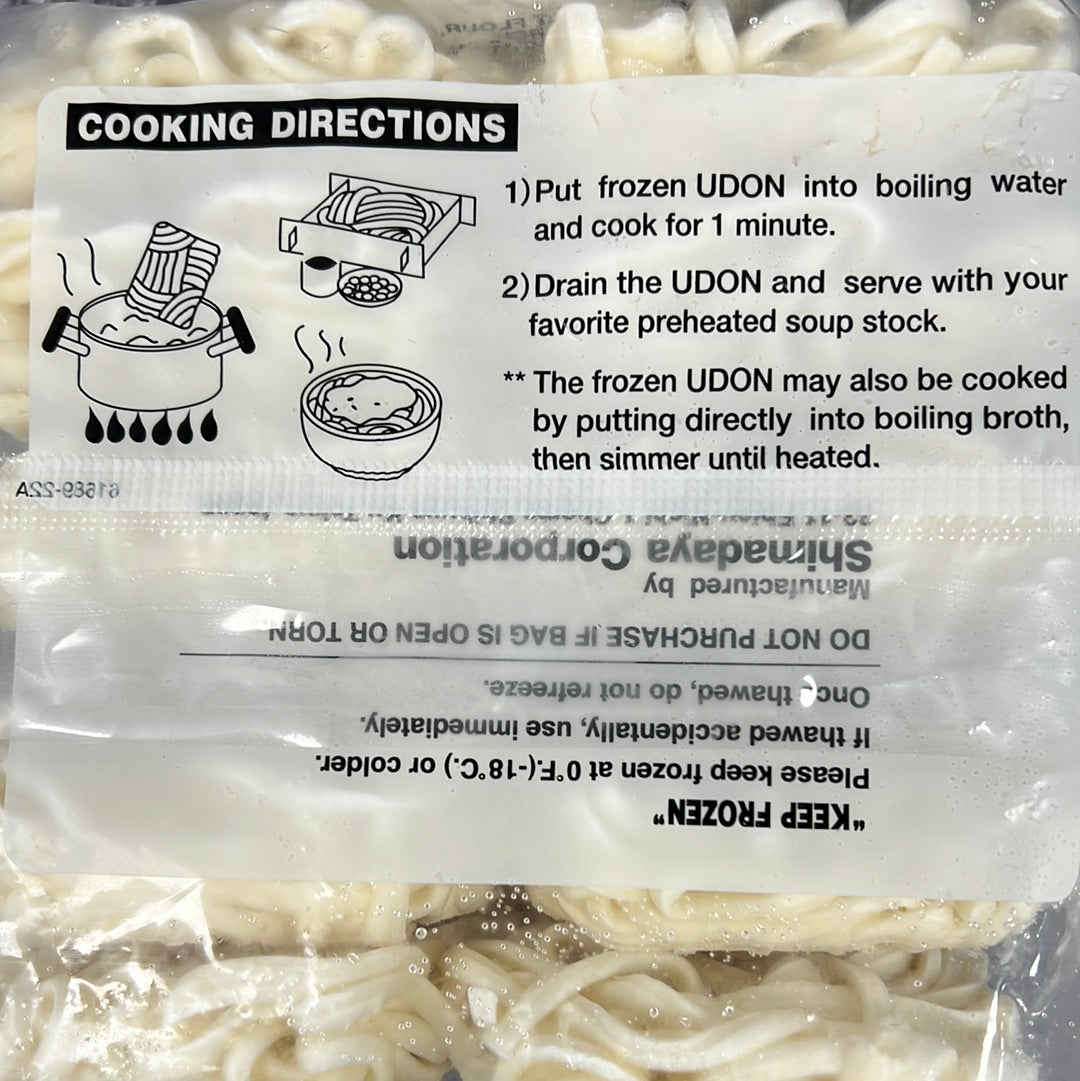 COOKING DIRECTIONS
1) Put frozen UDON into boiling water
and cook for 1 minute.
2) Drain the UDON and serve with your
favorite preheated soup stock.
** The frozen UDON may also be cooked
by putting directly into boiling broth,
then simmer until heated.
61689-22A
"KEEP FROZEN"
Please keep frozen at 0°F.(-18°C.) or colder.
If thawed accidentally, use immediately.
Once thawed, do not refreeze.
DO NOT PURCHASE IF BAG IS OPEN OR TORN
Manufactured by
Shimadaya Corporation
FLOUR,